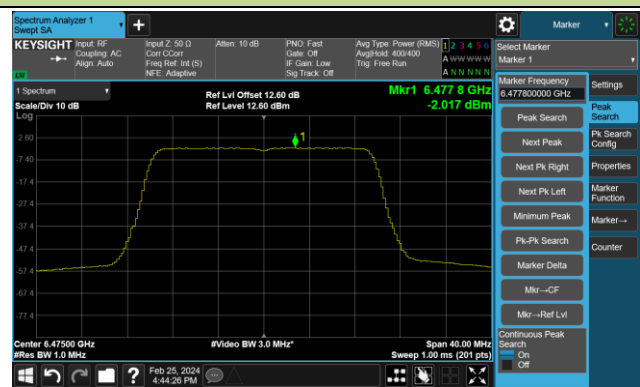 Spectrum Analyzer 1
Swept SA
+
Marker
KEYSIGHT
Input: RF
Coupling: AC
Align: Auto
Input Z: 50 Ω
Corr CCorr
Freq Ref: Int (S)
NFE: Adaptive
Atten: 10 dB
PNO: Fast
Gate: Off
IF Gain: Low
Sig Track: Off
Avg Type: Power (RMS)
Avg|Hold: 400/400
Trig: Free Run
1 2 3 4 5 6
A W W W W W
A N N N N N
LW
Select Marker
Marker 1
1 Spectrum
Scale/Div 10 dB
Log
Ref Lvl Offset 12.60 dB
Ref Level 12.60 dBm
Mkr1 6.477 8 GHz
-2.017 dBm
1
2.60
-7.40
-17.4
-27.4
-37.4
-47.4
-57.4
-67.4
-77.4
Center 6.47500 GHz
#Res BW 1.0 MHz
#Video BW 3.0 MHz*
Span 40.00 MHz
Sweep 1.00 ms (201 pts)
Marker Frequency
6.477800000 GHz
Peak Search
Next Peak
Next Pk Right
Next Pk Left
Minimum Peak
Pk-Pk Search
Marker Delta
Mkr→CF
Mkr→Ref Lvl
Continuous Peak
Search
On
Off
Settings
Peak
Search
Pk Search
Config
Properties
Marker
Function
Marker→
Counter
?
Feb 25, 2024
4:44:26 PM